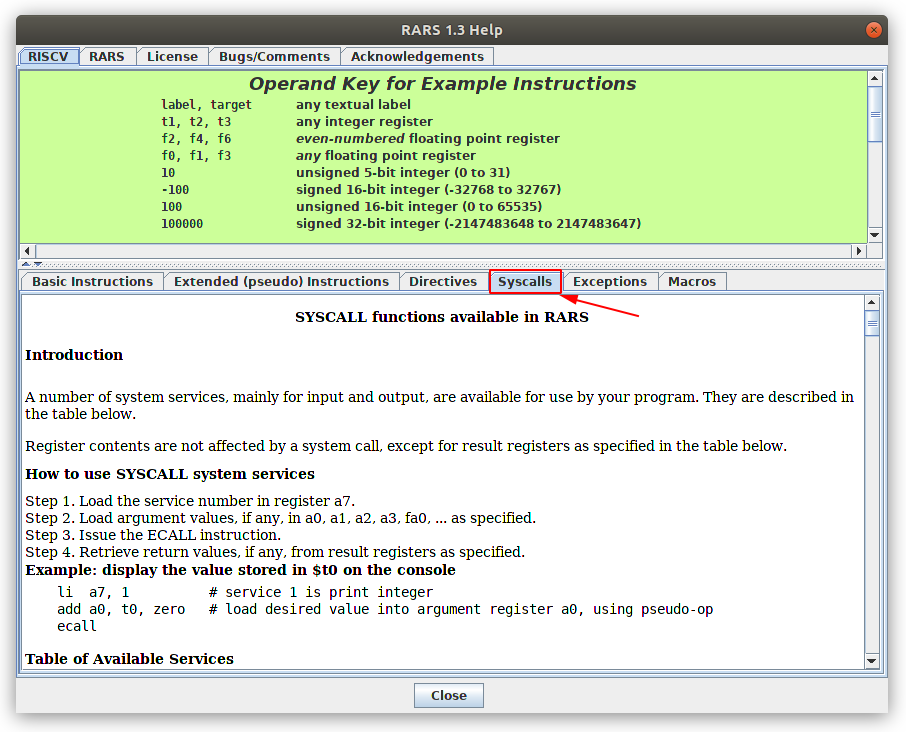 RARS 1.3 Help
RISCV RARS License Bugs/Comments Acknowledgements
Operand Key for Example Instructions
label, target any textual label
t1, t2, t3 any integer register
f2, f4, f6 even-numbered floating point register
f0, f1, f3 any floating point register
10 unsigned 5-bit integer (0 to 31)
-100 signed 16-bit integer (-32768 to 32767)
100 unsigned 16-bit integer (0 to 65535)
100000 signed 32-bit integer (-2147483648 to 2147483647)
Basic Instructions Extended (pseudo) Instructions Directives Syscalls Exceptions Macros
SYSCALL functions available in RARS
Introduction
A number of system services, mainly for input and output, are available for use by your program. They are described in
the table below.
Register contents are not affected by a system call, except for result registers as specified in the table below.
How to use SYSCALL system services
Step 1. Load the service number in register a7.
Step 2. Load argument values, if any, in a0, a1, a2, a3, fa0, ... as specified.
Step 3. Issue the ECALL instruction.
Step 4. Retrieve return values, if any, from result registers as specified.
Example: display the value stored in $t0 on the console
li a7, 1 # service 1 is print integer
add a0, t0, zero # load desired value into argument register a0, using pseudo-op
ecall
Table of Available Services
Close